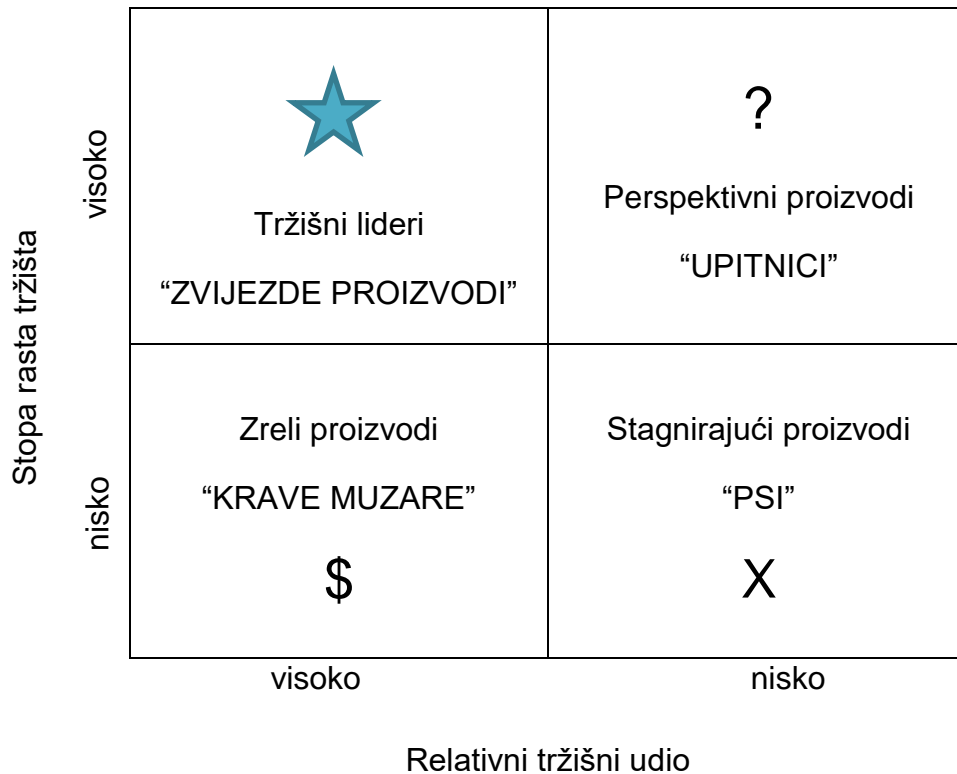 Stopa rasta tržišta
visoko
nisko
Tržišni lideri
“ZVIJEZDE PROIZVODI”
?
Perspektivni proizvodi
“UPITNICI”
Zreli proizvodi
“KRAVE MUZARE”
$
Stagnirajući proizvodi
“PSI”
X
visoko
nisko
Relativni tržišni udio